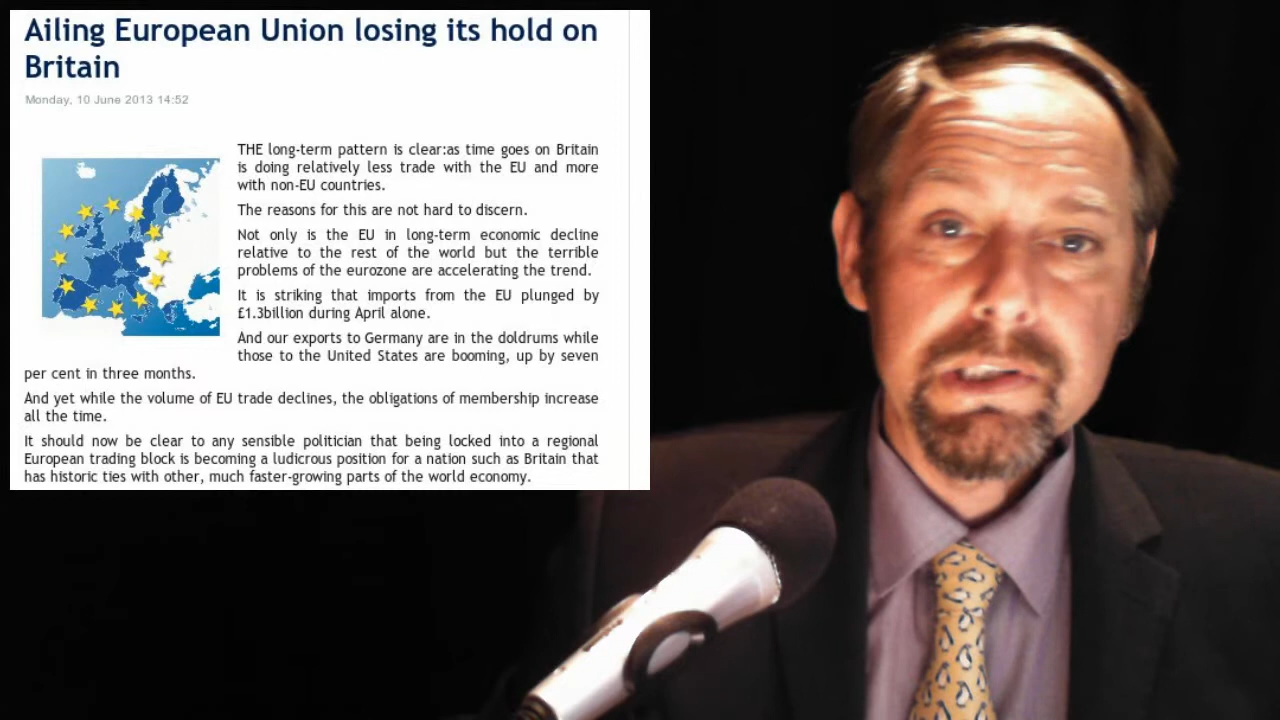 Ailing European Union losing its hold on
Britain
Monday, 10 June 2013 14:52
THE long-term pattern is clear:as time goes on Britain
is doing relatively less trade with the EU and more
with non-EU countries.
The reasons for this are not hard to discern.
Not only is the EU in long-term economic decline
relative to the rest of the world but the terrible
problems of the eurozone are accelerating the trend.
It is striking that imports from the EU plunged by
£1.3billion during April alone.
And our exports to Germany are in the doldrums while
those to the United States are booming, up by seven
per cent in three months.
And yet while the volume of EU trade declines, the obligations of membership increase
all the time.
It should now be clear to any sensible politician that being locked into a regional
European trading block is becoming a ludicrous position for a nation such as Britain that
has historic ties with other, much faster-growing parts of the world economy.